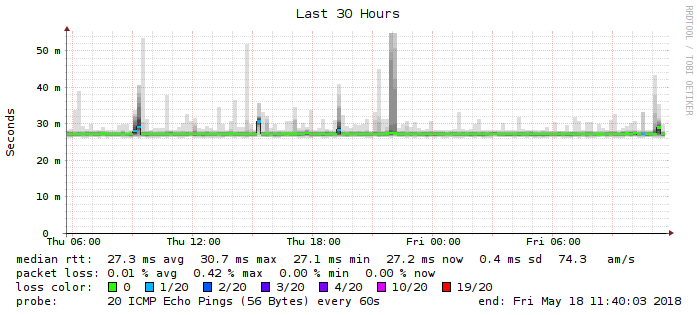 Last 30 Hours
RRDTOOL / TOBI OETIKER
Seconds
50 m
40 m
30 m
20 m
10 m
0
Thu 06:00 Thu 12:00 Thu 18:00 Fri 00:00 Fri 06:00
median rtt: 27.3 ms avg 30.7 ms max 27.1 ms min 27.2 ms now 0.4 ms sd 74.3 am/s
packet loss: 0.01 % avg 0.42 % max 0.00 % min 0.00 % now
loss color: 0 1/20 2/20 3/20 4/20 10/20 19/20
probe: 20 ICMP Echo Pings (56 Bytes) every 60s end: Fri May 18 11:40:03 2018